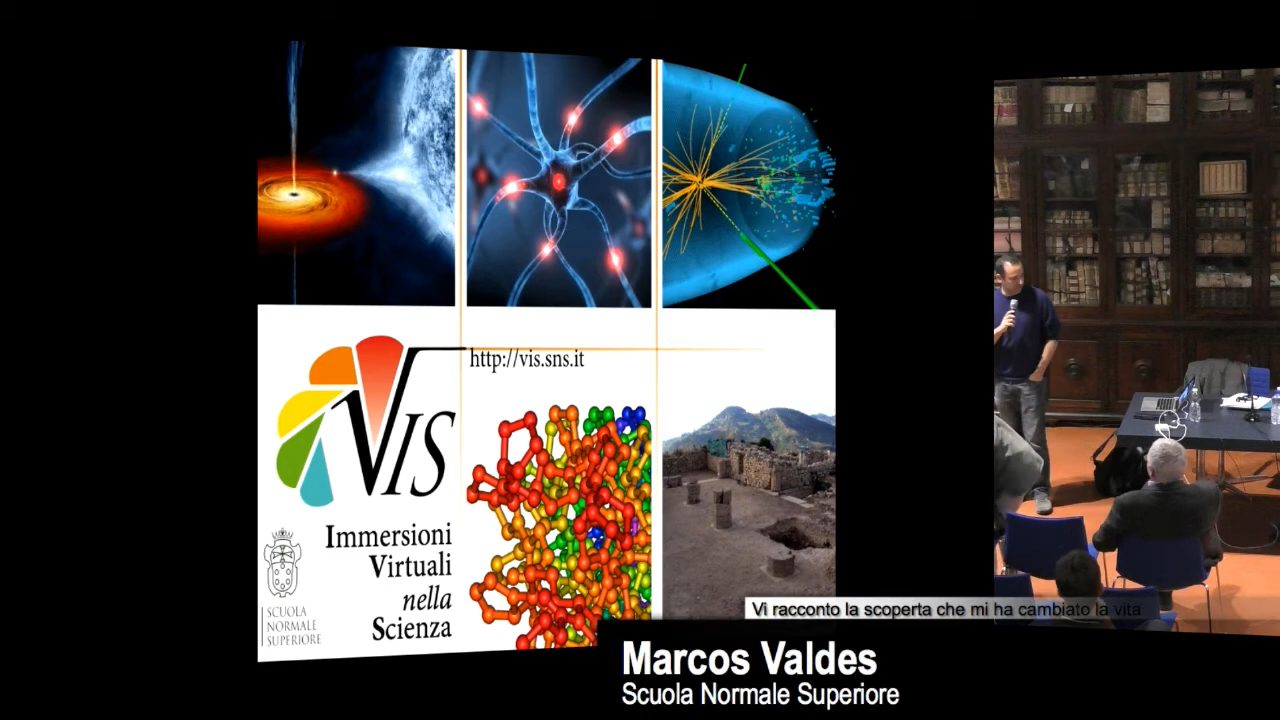 http://vis.sns.it
VIS
Immersioni
Virtuali
nella
Scienza
SCUOLA
NORMALE
SUPERIORE
Vi racconto la scoperta che mi ha cambiato la vita
Marcos Valdes
Scuola Normale Superiore